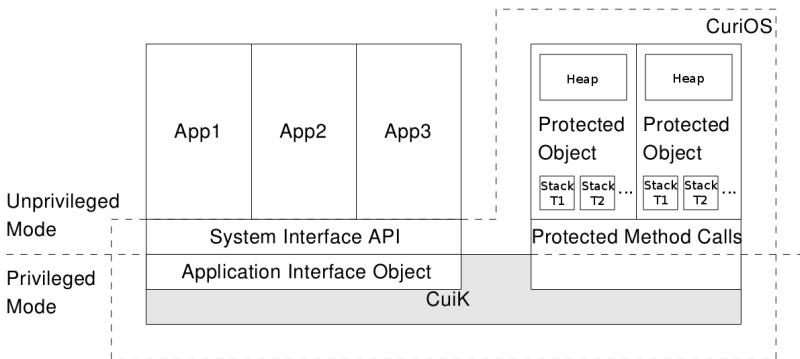 CuriOS
Heap
Heap
App1
App2
App3
Protected
Object
Protected
Object
Stack
T1
Stack
T2
...
Stack
T1
Stack
T2
...
Unprivileged
Mode
System Interface API
Protected Method Calls
Privileged
Mode
Application Interface Object
CuiK